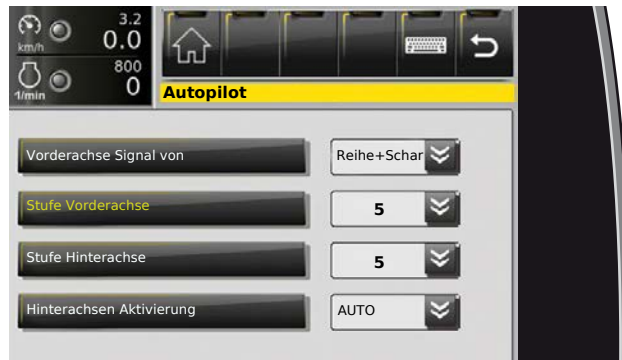 3.2
km/h 0.0
800
1/min 0
Autopilot
Vorderachse Signal von Reihe+Schar
Stufe Vorderachse 5
Stufe Hinterachse 5
Hinterachsen Aktivierung AUTO